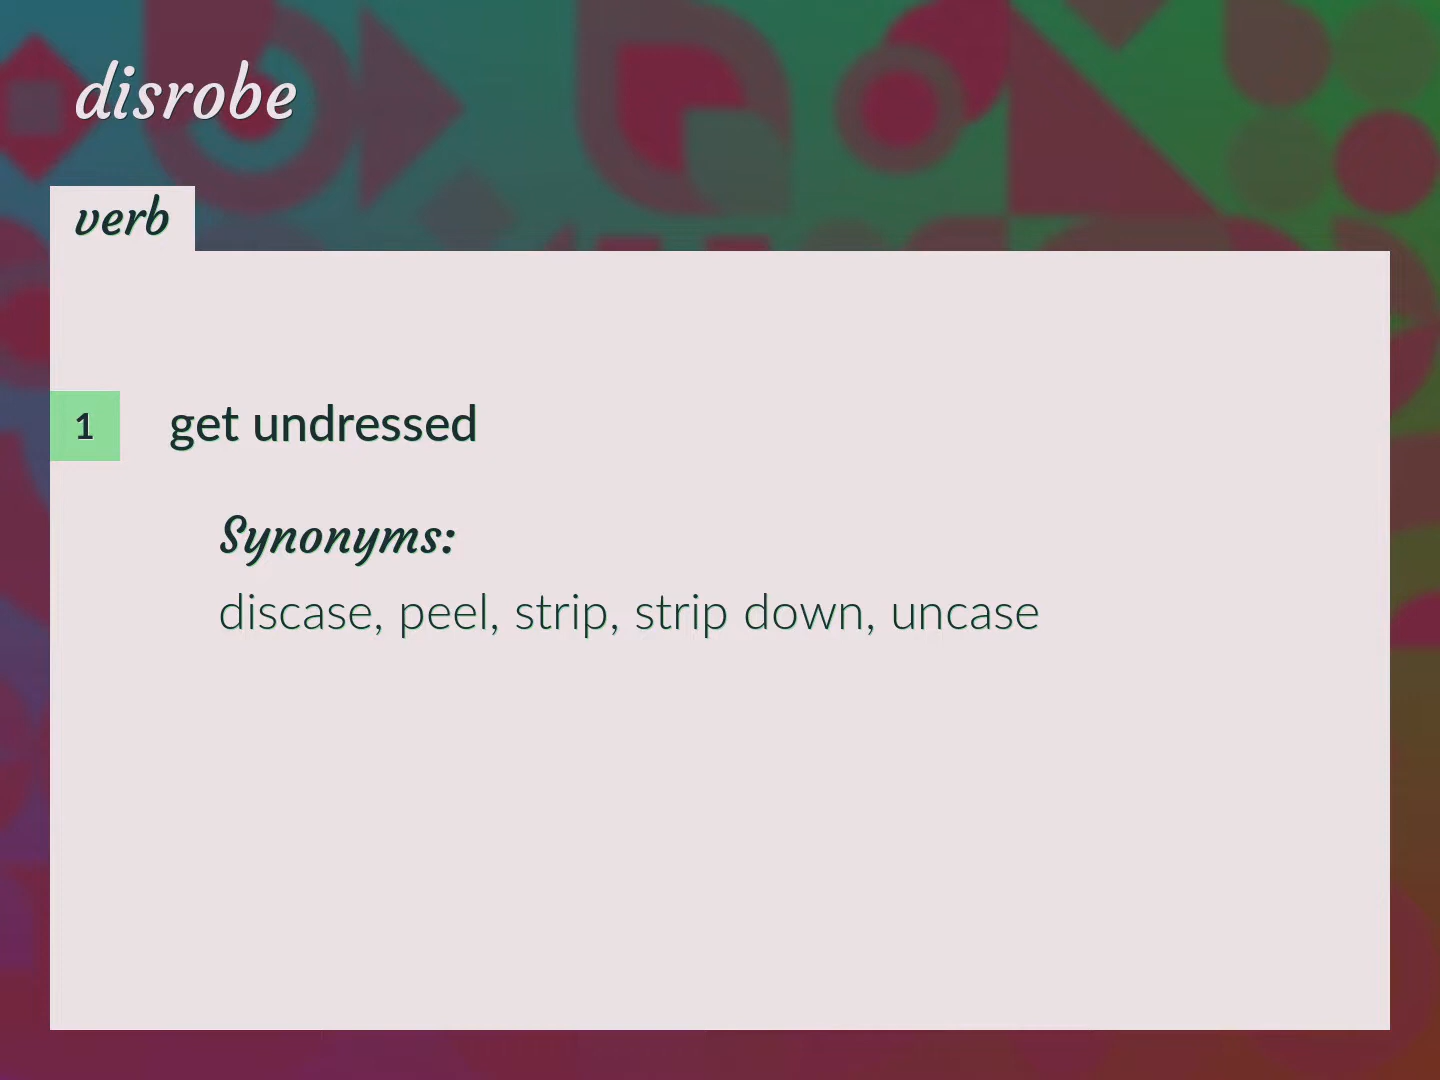 disrobe
verb
1 get undressed
Synonyms:
discase, peel, strip, strip down, uncase